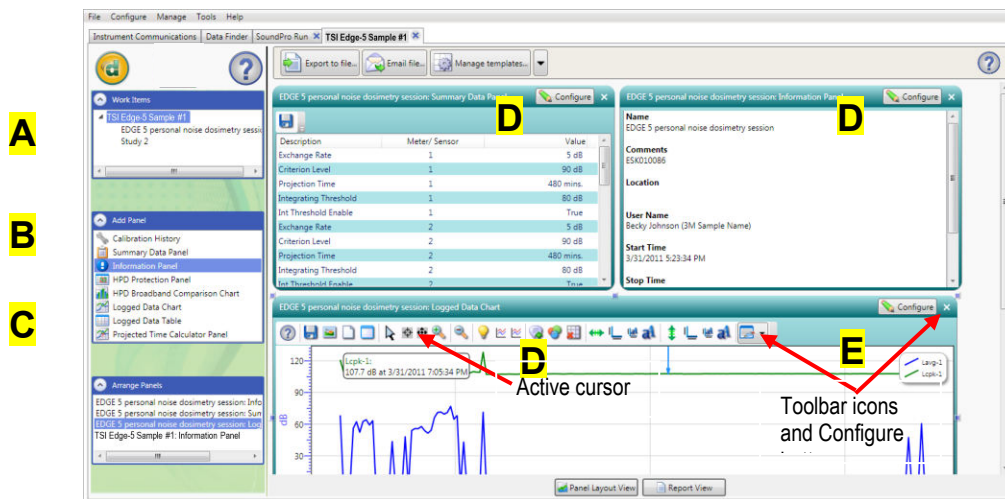 File Configure Manage Tools Help
Instrument Communications Data Finder SoundPro Run TSI Edge-5 Sample #1
Export to file... Email file... Manage templates...
A
Work Items
TSI Edge-5 Sample #1
EDGE 5 personal noise dosimetry sessi
Study 2
B
Add Panel
Calibration History
Summary Data Panel
Information Panel
HPD Protection Panel
HPD Broadband Comparison Chart
Logged Data Chart
Logged Data Table
Projected Time Calculator Panel
C
Arrange Panels
EDGE 5 personal noise dosimetry session: Info
EDGE 5 personal noise dosimetry session: Sun
EDGE 5 personal noise dosimetry session: Log
TSI Edge-5 Sample #1: Information Panel
EDGE 5 personal noise dosimetry session: Summary Data Configure
D
Description Meter/ Sensor Value
Exchange Rate 1 5 dB
Criterion Level 1 90 dB
Projection Time 1 480 mins.
Integrating Threshold 1 80 dB
Int Threshold Enable 1 True
Exchange Rate 2 5 dB
Criterion Level 2 90 dB
Projection Time 2 480 mins.
Integrating Threshold 2 80 dB
Int Threshold Enable 2 True
EDGE 5 personal noise dosimetry session: Information Configure
D
Name
EDGE 5 personal noise dosimetry session
Comments
ESK010086
Location
User Name
Becky Johnson (3M Sample Name)
Start Time
3/31/2011 5:23:34 PM
Stop Time
EDGE 5 personal noise dosimetry session: Logged Data Chart Configure
D
E
120
90
60
30
dB
Lcpk-1:
107.7 dB at 3/31/2011 7:05:34 PM
Lavg-1
Lcpk-1
Active cursor
Toolbar icons
and Configure
Panel Layout View Report View